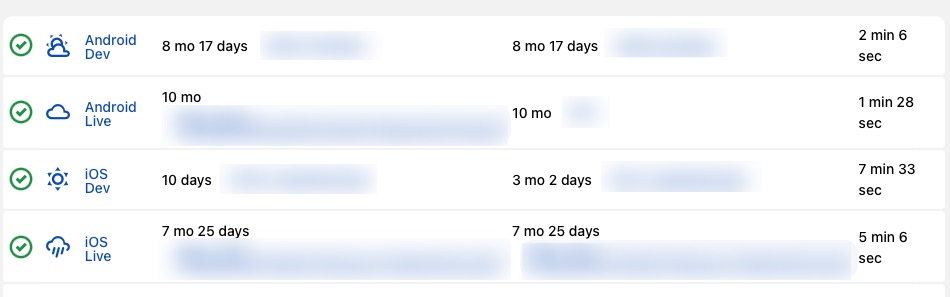 Android
Dev
8 mo 17 days
8 mo 17 days
2 min 6
sec
Android
Live
10 mo
10 mo
1 min 28
sec
iOS
Dev
10 days
3 mo 2 days
7 min 33
sec
iOS
Live
7 mo 25 days
7 mo 25 days
5 min 6
sec